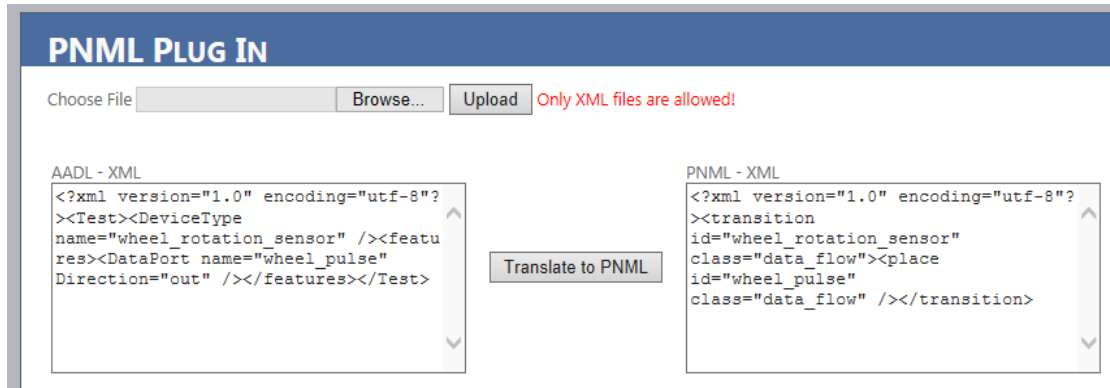 PNML PLUG IN
Choose File Browse... Upload Only XML files are allowed!
AADL - XML
<?xml version="1.0" encoding="utf-8"?
><Test><DeviceType
name="wheel_rotation_sensor" /><featu
res><DataPort name="wheel_pulse"
Direction="out" /></features></Test>
Translate to PNML
PNML - XML
<?xml version="1.0" encoding="utf-8"?
><transition
id="wheel_rotation_sensor"
class="data_flow"><place
id="wheel_pulse"
class="data_flow" /></transition>